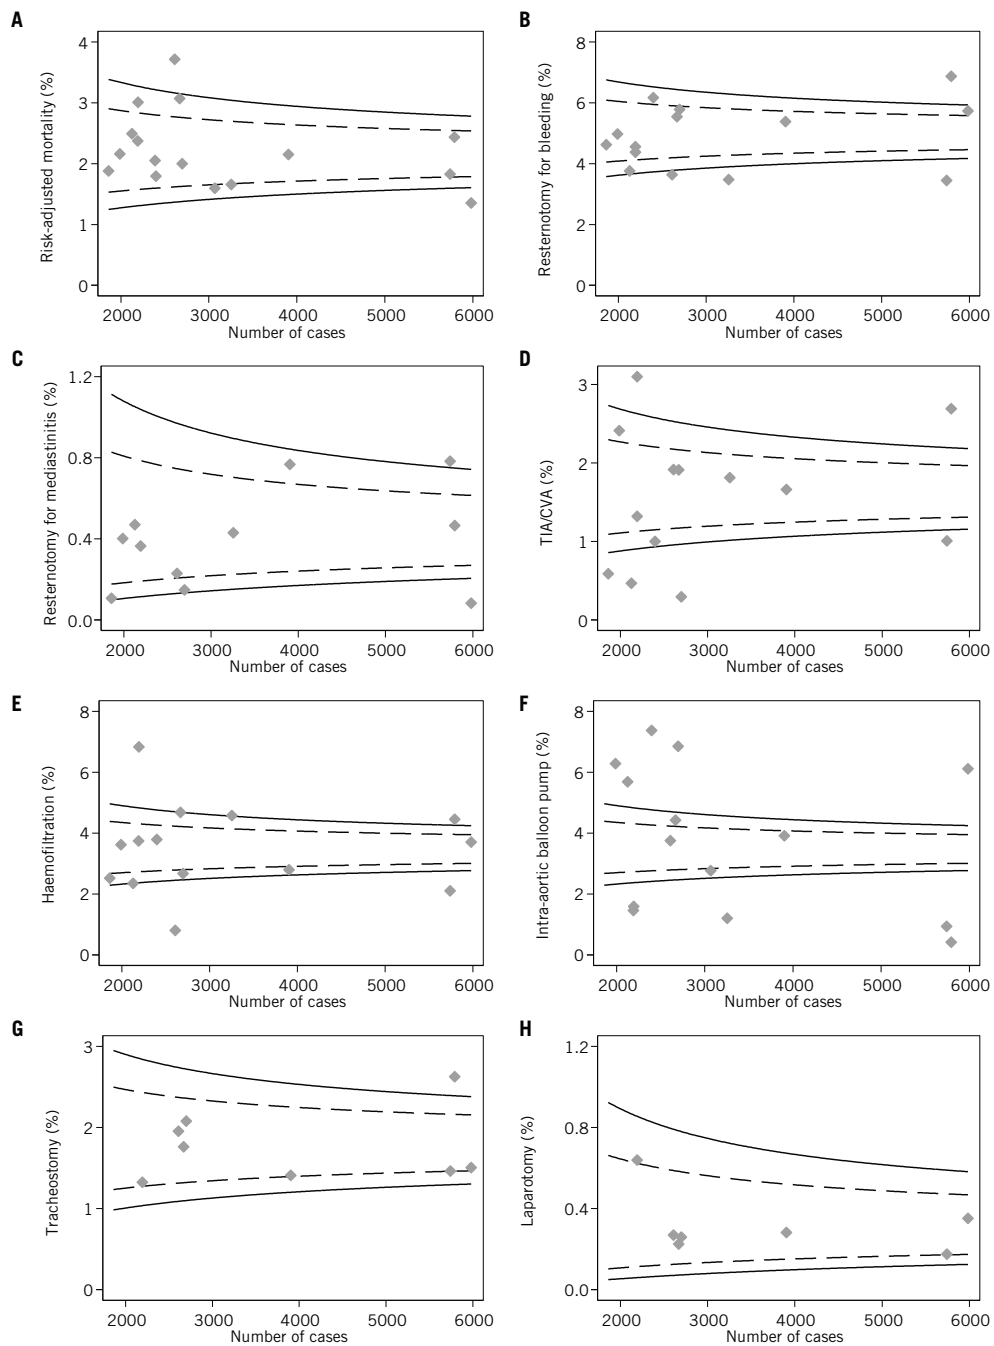 A
Risk-adjusted mortality (%)
4
3
2
1
0
2000 3000 4000 5000 6000
Number of cases
B
Resternotomy for bleeding (%)
8
6
4
2
0
2000 3000 4000 5000 6000
Number of cases
C
Resternotomy for mediastinitis (%)
1.2
0.8
0.4
0.0
2000 3000 4000 5000 6000
Number of cases
D
TIA/CVA (%)
3
2
1
0
2000 3000 4000 5000 6000
Number of cases
E
Haemofiltration (%)
8
6
4
2
0
2000 3000 4000 5000 6000
Number of cases
F
Intra-aortic balloon pump (%)
8
6
4
2
0
2000 3000 4000 5000 6000
Number of cases
G
Tracheostomy (%)
3
2
1
0
2000 3000 4000 5000 6000
Number of cases
H
Laparotomy (%)
1.2
0.8
0.4
0.0
2000 3000 4000 5000 6000
Number of cases